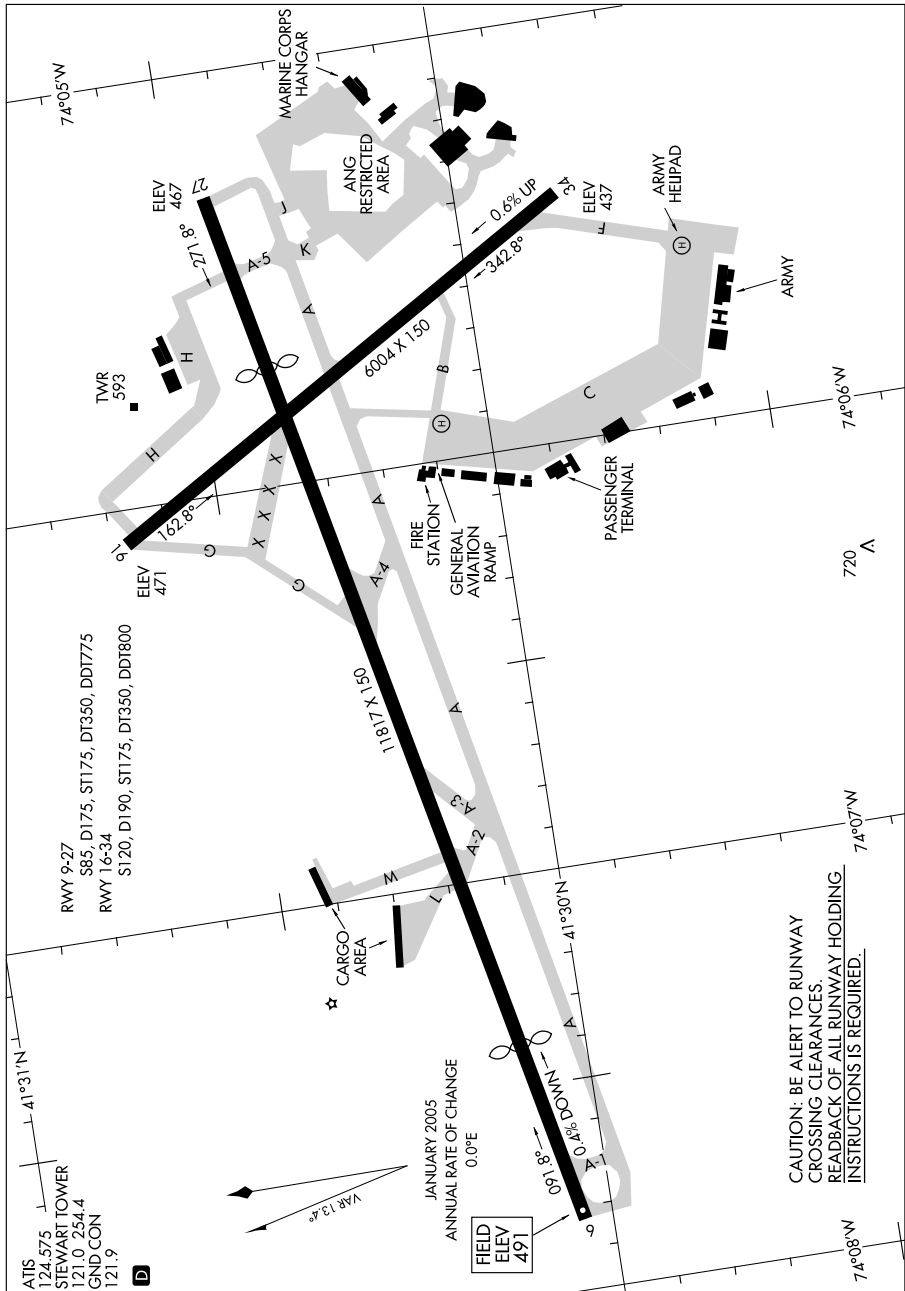 ATIS
124.575
STEWART TOWER
121.0 254.4
GND CON
121.9
D
41°31'N
RWY 9-27
S85, D175, ST175, DT350, DDT775
RWY 16-34
S120, D190, ST175, DT350, DDT800
74°05'W
MARINE CORPS
HANGAR
ANG
RESTRICTED
AREA
ELEV
467
27
271.8°
J
K
A-5
A
H
TWR
593
H
16
ELEV
471
162.8°
X
X
X
X
G
G
A-4
A
6004 X 150
0.6% UP
342.8°
34
ELEV
437
F
ARMY
HELIPAD
H
ARMY
B
C
H
FIRE
STATION
GENERAL
AVIATION
RAMP
PASSENGER
TERMINAL
74°06'W
720
11817 X 150
A
A-3
A-2
M
L
CARGO
AREA
41°30'N
74°07'W
A
VAR 13.4°
JANUARY 2005
ANNUAL RATE OF CHANGE
0.0°E
FIELD
ELEV
491
091.8°
0.4% DOWN
A-1
9
CAUTION: BE ALERT TO RUNWAY
CROSSING CLEARANCES.
READBACK OF ALL RUNWAY HOLDING
INSTRUCTIONS IS REQUIRED.
74°08'W